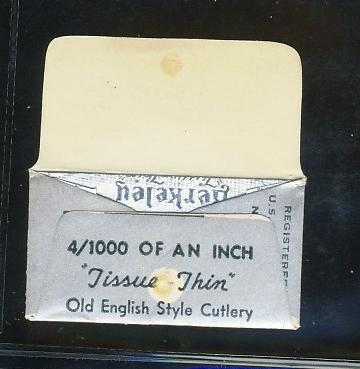 berkeley
4/1000 OF AN INCH
"Tissue-Thin"
Old English Style Cutlery
REGISTERED
U.S.